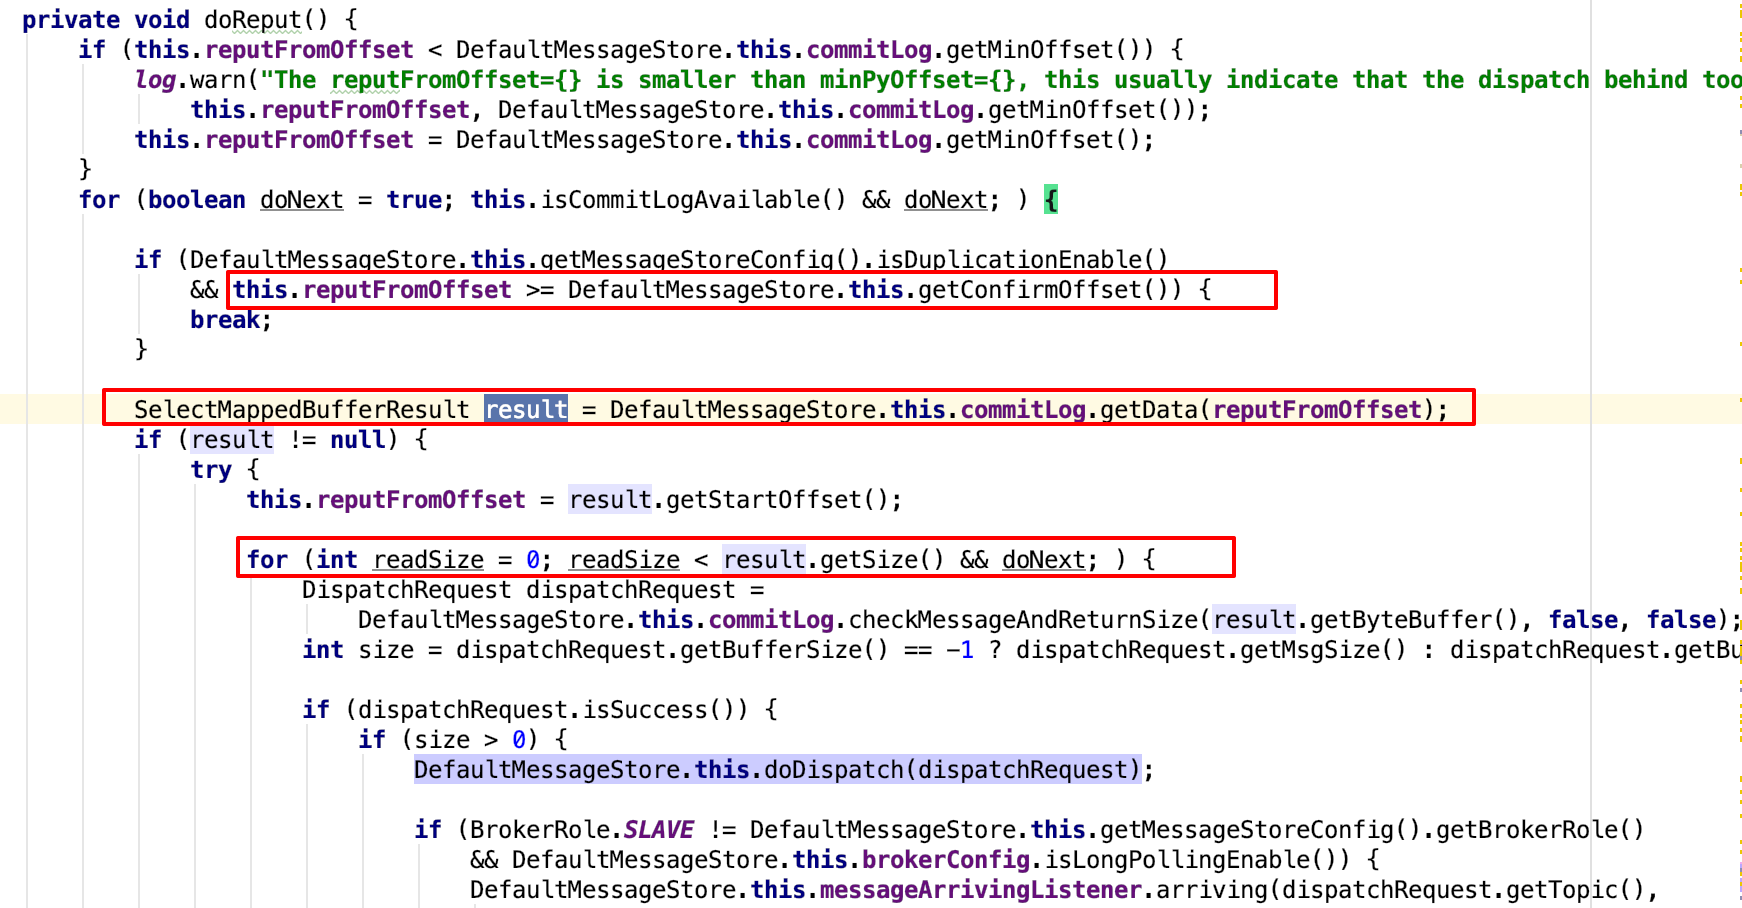 private void doReput() {
if (this.reputFromOffset < DefaultMessageStore.this.commitLog.getMinOffset()) {
log.warn("The reputFromOffset={} is smaller than minPyOffset={}, this usually indicate that the dispatch behind too
this.reputFromOffset, DefaultMessageStore.this.commitLog.getMinOffset());
this.reputFromOffset = DefaultMessageStore.this.commitLog.getMinOffset();
}
for (boolean doNext = true; this.isCommitLogAvailable() && doNext; ) {
if (DefaultMessageStore.this.getMessageStoreConfig().isDuplicationEnable()
&& this.reputFromOffset >= DefaultMessageStore.this.getConfirmOffset()) {
break;
}
SelectMappedBufferResult result = DefaultMessageStore.this.commitLog.getData(reputFromOffset);
if (result != null) {
try {
this.reputFromOffset = result.getStartOffset();
for (int readSize = 0; readSize < result.getSize() && doNext; ) {
DispatchRequest dispatchRequest =
DefaultMessageStore.this.commitLog.checkMessageAndReturnSize(result.getByteBuffer(), false, false);
int size = dispatchRequest.getBufferSize() == -1 ? dispatchRequest.getMsgSize() : dispatchRequest.getBu
if (dispatchRequest.isSuccess()) {
if (size > 0) {
DefaultMessageStore.this.doDispatch(dispatchRequest);
if (BrokerRole.SLAVE != DefaultMessageStore.this.getMessageStoreConfig().getBrokerRole()
&& DefaultMessageStore.this.brokerConfig.isLongPollingEnable()) {
DefaultMessageStore.this.messageArrivingListener.arriving(dispatchRequest.getTopic(),